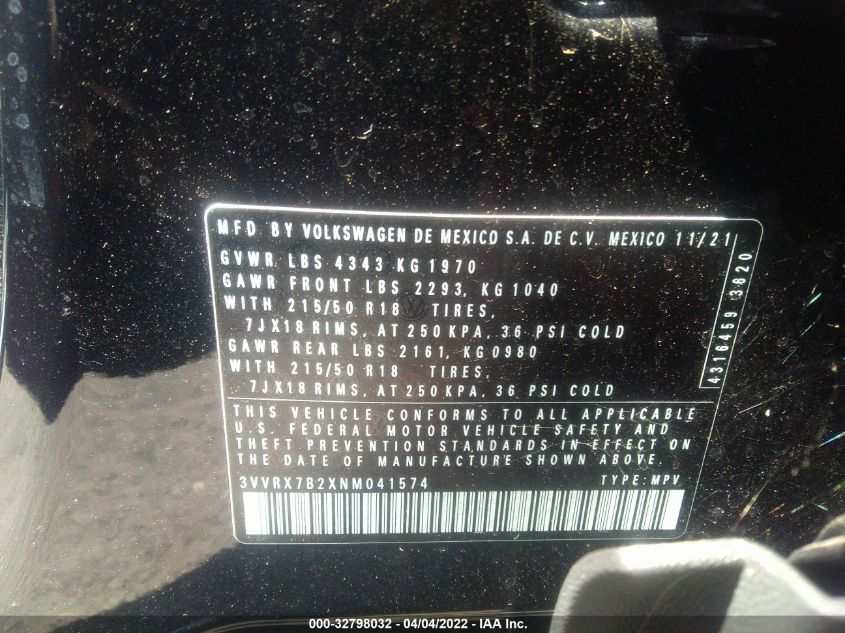 MFD BY VOLKSWAGEN DE MEXICO S.A. DE C.V. MEXICO 11/21
GVWR LBS 4343 KG 1970
GAWR FRONT LBS 2293, KG 1040
WITH 215/50 R18 TIRES,
7JX18 RIMS, AT 250 KPA, 36 PSI COLD
GAWR REAR LBS 2161, KG 0980
WITH 215/50 R18 TIRES,
7JX18 RIMS, AT 250 KPA, 36 PSI COLD
4316459 3620
THIS VEHICLE CONFORMS TO ALL APPLICABLE
U.S. FEDERAL MOTOR VEHICLE SAFETY AND
THEFT PREVENTION STANDARDS IN EFFECT ON
THE DATE OF MANUFACTURE SHOWN ABOVE.
3VVRX7B2XNM041574 TYPE: MPV
000-32798032 - 04/04/2022 - IAA Inc.